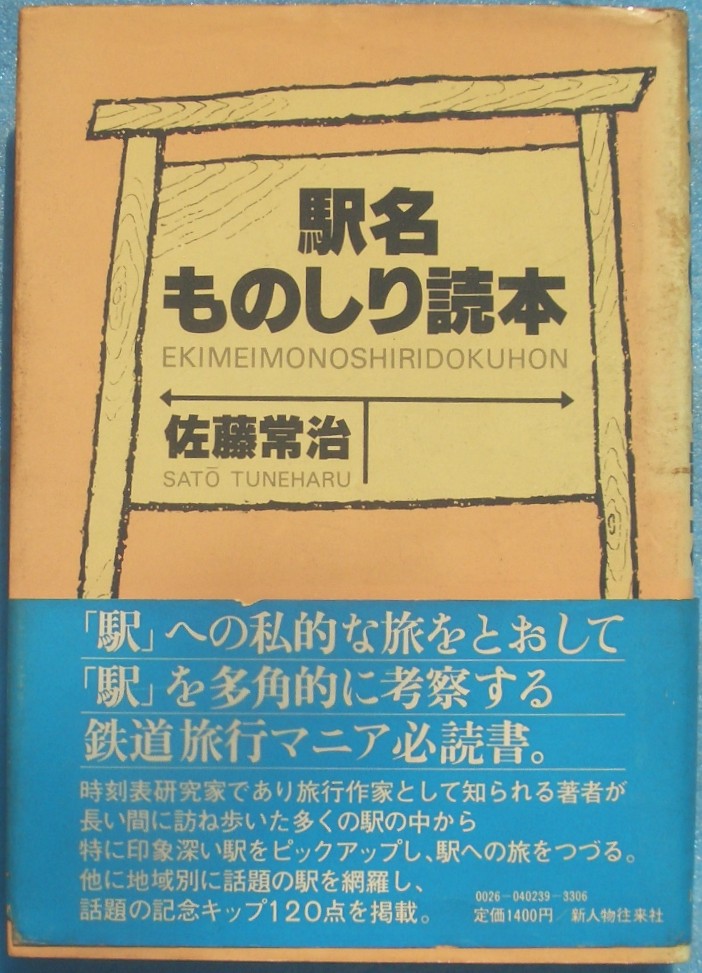 駅名
ものしり読本
EKIMEIMONOSHIRIDOKUHON
佐藤常治
SATŌ TUNEHARU
「駅」への私的な旅をとおして
「駅」を多角的に考察する
鉄道旅行マニア必読書。
時刻表研究家であり旅行作家として知られる著者が
長い間に訪ね歩いた多くの駅の中から
特に印象深い駅をピックアップし、駅への旅をつづる。
他に地域別に話題の駅を網羅し、
話題の記念キップ120点を掲載。
0026-040239-3306
定価1400円/新人物往来社